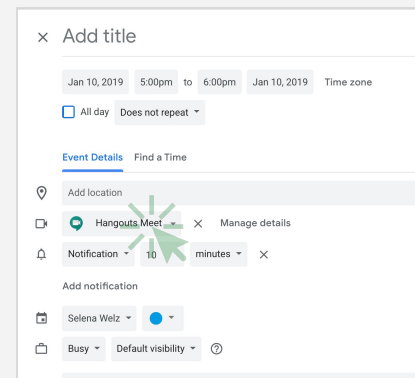 Add title
Jan 10, 2019 5:00pm to 6:00pm Jan 10, 2019 Time zone
All day Does not repeat
Event Details Find a Time
Add location
Hangouts Meet Manage details
Notification 10 minutes
Add notification
Selena Welz
Busy Default visibility